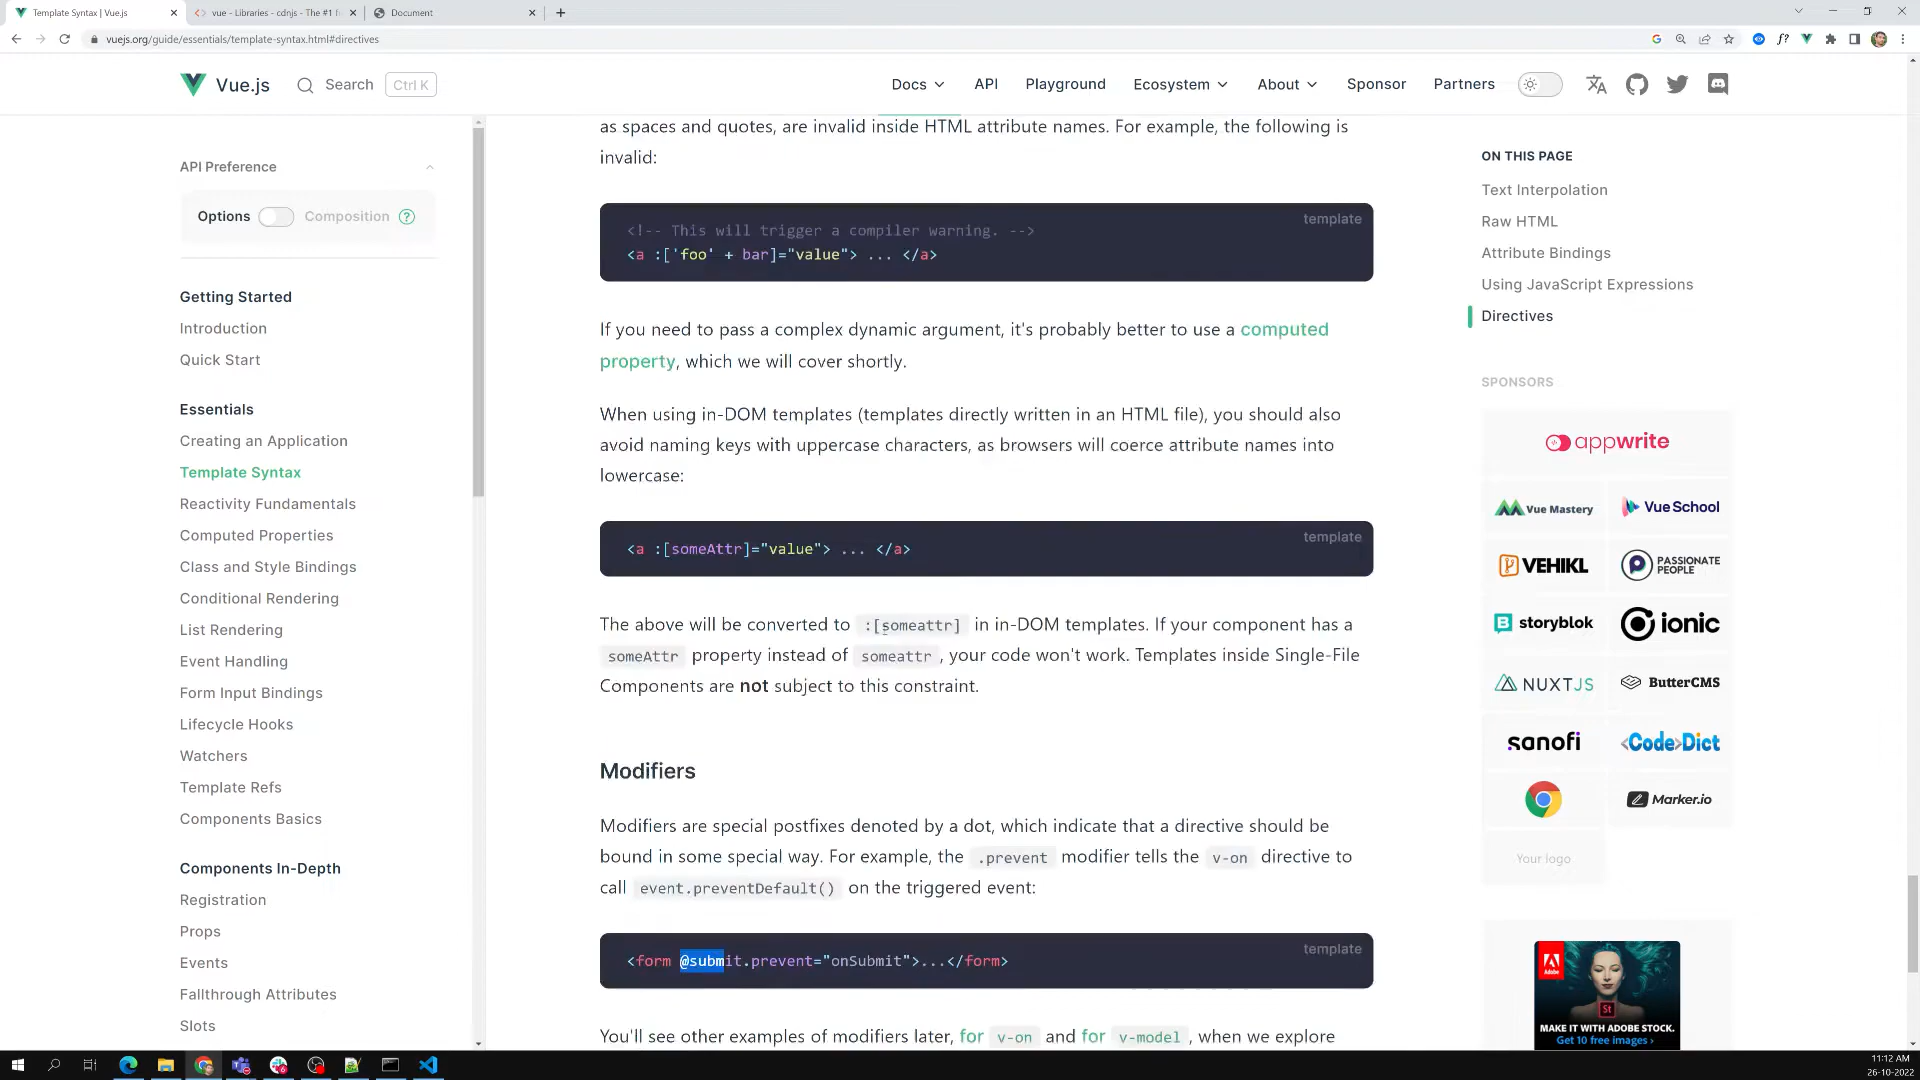 Template Syntax | Vue.js
vue - Libraries - cdnjs - The #1 f
Document
vuejs.org/guide/essentials/template-syntax.html#directives
Vue.js
Search
Ctrl K
Docs
API
Playground
Ecosystem
About
Sponsor
Partners
API Preference
Options
Composition
?
Getting Started
Introduction
Quick Start
Essentials
Creating an Application
Template Syntax
Reactivity Fundamentals
Computed Properties
Class and Style Bindings
Conditional Rendering
List Rendering
Event Handling
Form Input Bindings
Lifecycle Hooks
Watchers
Template Refs
Components Basics
Components In-Depth
Registration
Props
Events
Fallthrough Attributes
Slots
as spaces and quotes, are invalid inside HTML attribute names. For example, the following is
invalid:
template
<!-- This will trigger a compiler warning. -->
<a :['foo' + bar]="value"> ... </a>
If you need to pass a complex dynamic argument, it's probably better to use a computed
property, which we will cover shortly.
When using in-DOM templates (templates directly written in an HTML file), you should also
avoid naming keys with uppercase characters, as browsers will coerce attribute names into
lowercase:
template
<a :[someAttr]="value"> ... </a>
The above will be converted to :[someattr] in in-DOM templates. If your component has a
someAttr property instead of someattr, your code won't work. Templates inside Single-File
Components are not subject to this constraint.
Modifiers
Modifiers are special postfixes denoted by a dot, which indicate that a directive should be
bound in some special way. For example, the .prevent modifier tells the v-on directive to
call event.preventDefault() on the triggered event:
template
<form @submit.prevent="onSubmit">...</form>
You'll see other examples of modifiers later, for v-on and for v-model, when we explore
ON THIS PAGE
Text Interpolation
Raw HTML
Attribute Bindings
Using JavaScript Expressions
Directives
SPONSORS
appwrite
Vue Mastery
Vue School
VEHIKL
PASSIONATE
PEOPLE
storyblok
ionic
NUXTJS
ButterCMS
sanofi
<Code>Dict
Marker.io
Your logo
Adobe
St
MAKE IT WITH ADOBE STOCK.
Get 10 free images ›
11:12 AM
26-10-2022